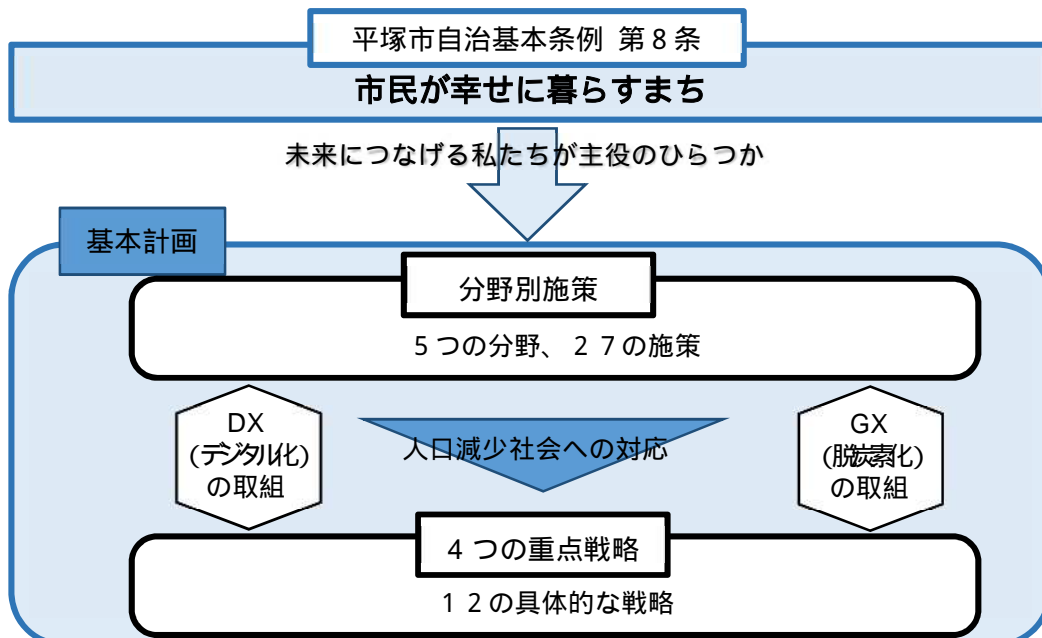 平塚市自治基本条例 第8条
市民が幸せに暮らすまち
未来につなげる私たちが主役のひらつか
基本計画
分野別施策
5つの分野、27の施策
DX
(デジタル化)
の取組
人口減少社会への対応
GX
(脱炭素化)
の取組
4つの重点戦略
12の具体的な戦略